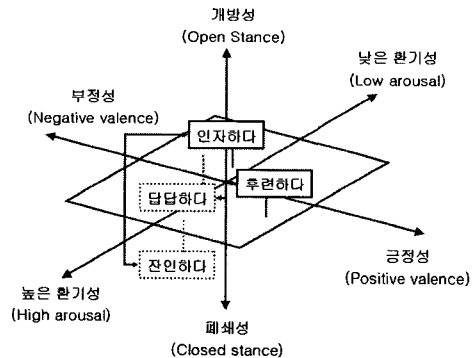 개방성
(Open Stance)
낮은 환기성
(Low arousal)
부정성
(Negative valence)
인자하다
후련하다
답답하다
잔인하다
긍정성
(Positive valence)
높은 환기성
(High arousal)
폐쇄성
(Closed stance)